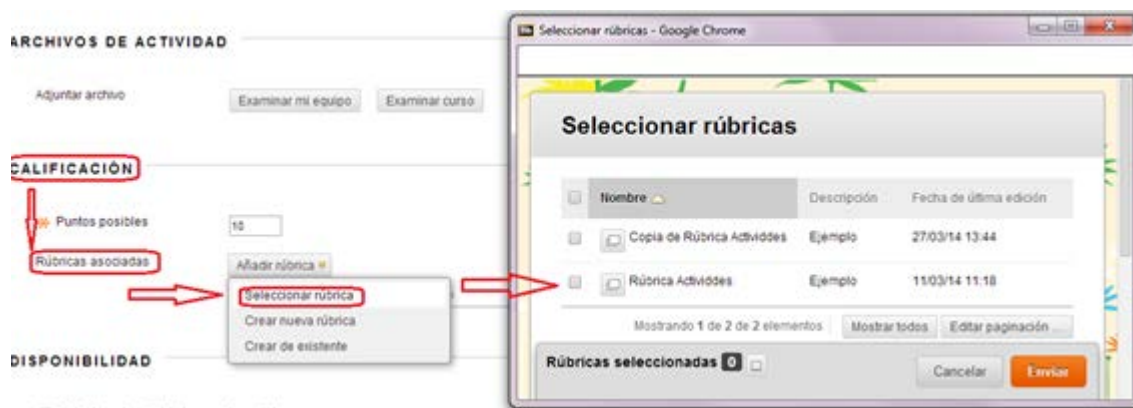 ARCHIVOS DE ACTIVIDAD
Adjuntar archivo
Examinar mi equipo
Examinar curso
CALIFICACIÓN
Puntos posibles
10
Rúbricas asociadas
Añadir rúbrica
Seleccionar rúbrica
Crear nueva rúbrica
Crear de existente
DISPONIBILIDAD
Seleccionar rúbricas - Google Chrome
Seleccionar rúbricas
Nombre Descripción Fecha de última edición
Copia de Rúbrica Actividdes Ejemplo 27/03/14 13:44
Rúbrica Actividdes Ejemplo 11/03/14 11:18
Mostrando 1 de 2 de 2 elementos Mostrar todos Editar paginación ...
Rúbricas seleccionadas 0
Cancelar Enviar